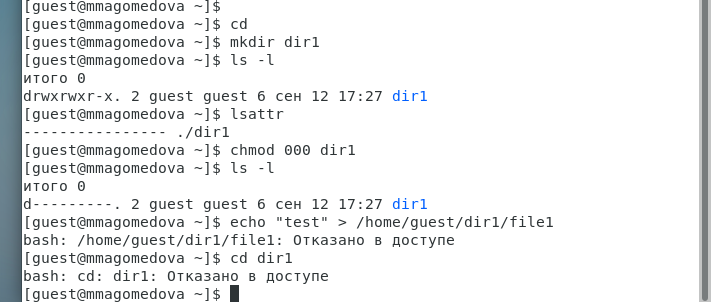 [guest@mmagomedova ~]$
[guest@mmagomedova ~]$ cd
[guest@mmagomedova ~]$ mkdir dir1
[guest@mmagomedova ~]$ ls -l
итого 0
drwxrwxr-x. 2 guest guest 6 сен 12 17:27 dir1
[guest@mmagomedova ~]$ lsattr
---------------- ./dir1
[guest@mmagomedova ~]$ chmod 000 dir1
[guest@mmagomedova ~]$ ls -l
итого 0
d---------. 2 guest guest 6 сен 12 17:27 dir1
[guest@mmagomedova ~]$ echo "test" > /home/guest/dir1/file1
bash: /home/guest/dir1/file1: Отказано в доступе
[guest@mmagomedova ~]$ cd dir1
bash: cd: dir1: Отказано в доступе
[guest@mmagomedova ~]$